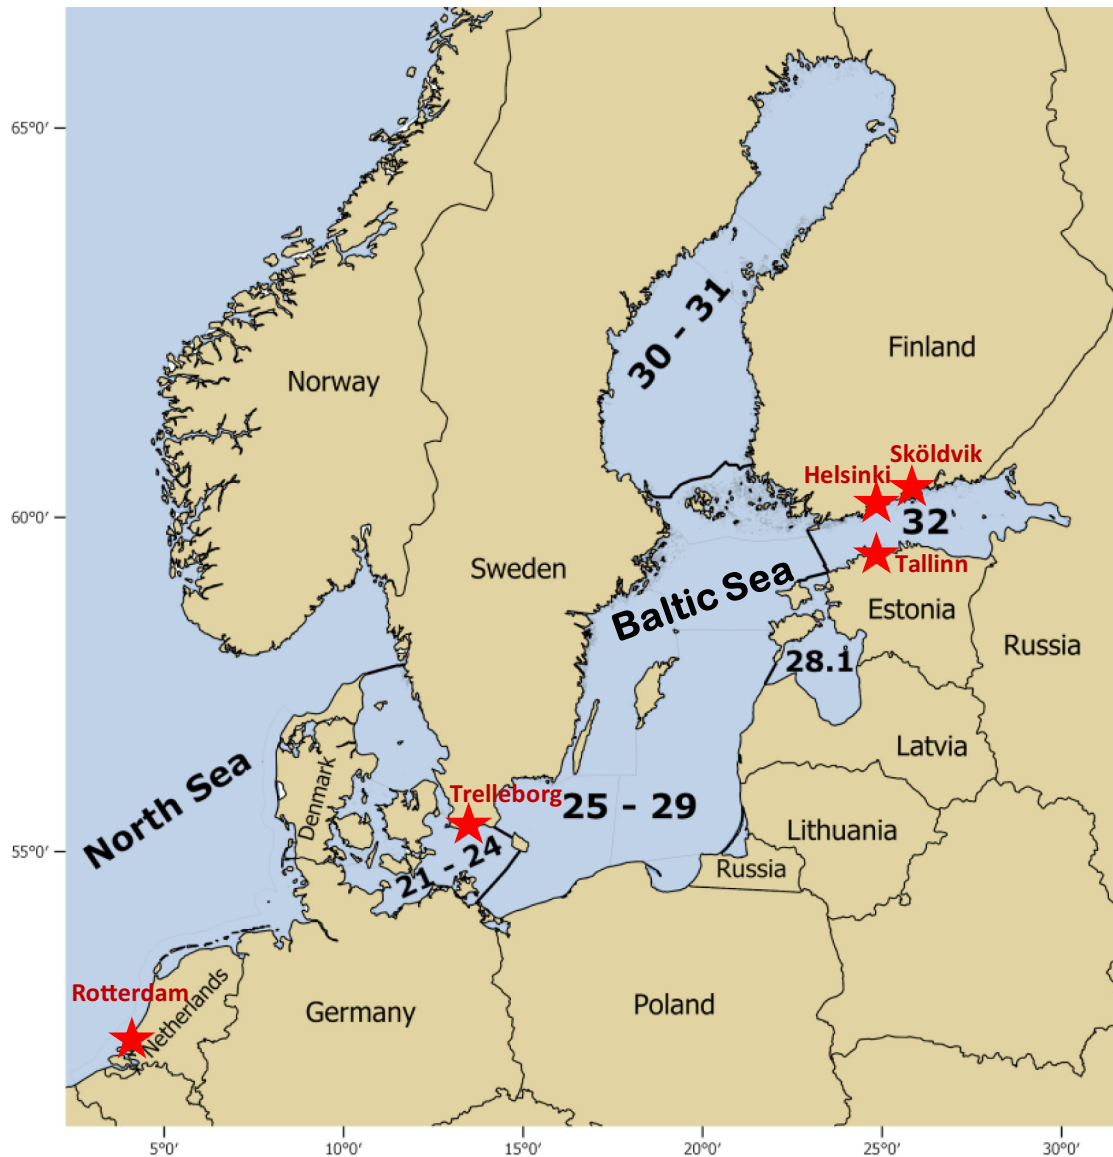 65°0′
30 - 31
Finland
Norway
Sköldvik
Helsinki
60°0′
32
Tallinn
Sweden
Baltic Sea
Estonia
Russia
28.1
Latvia
North Sea
Denmark
Trelleborg
25 - 29
Lithuania
55°0′
21 - 24
Russia
Rotterdam
Netherlands
Germany
Poland
5°0′ 10°0′ 15°0′ 20°0′ 25°0′ 30°0′